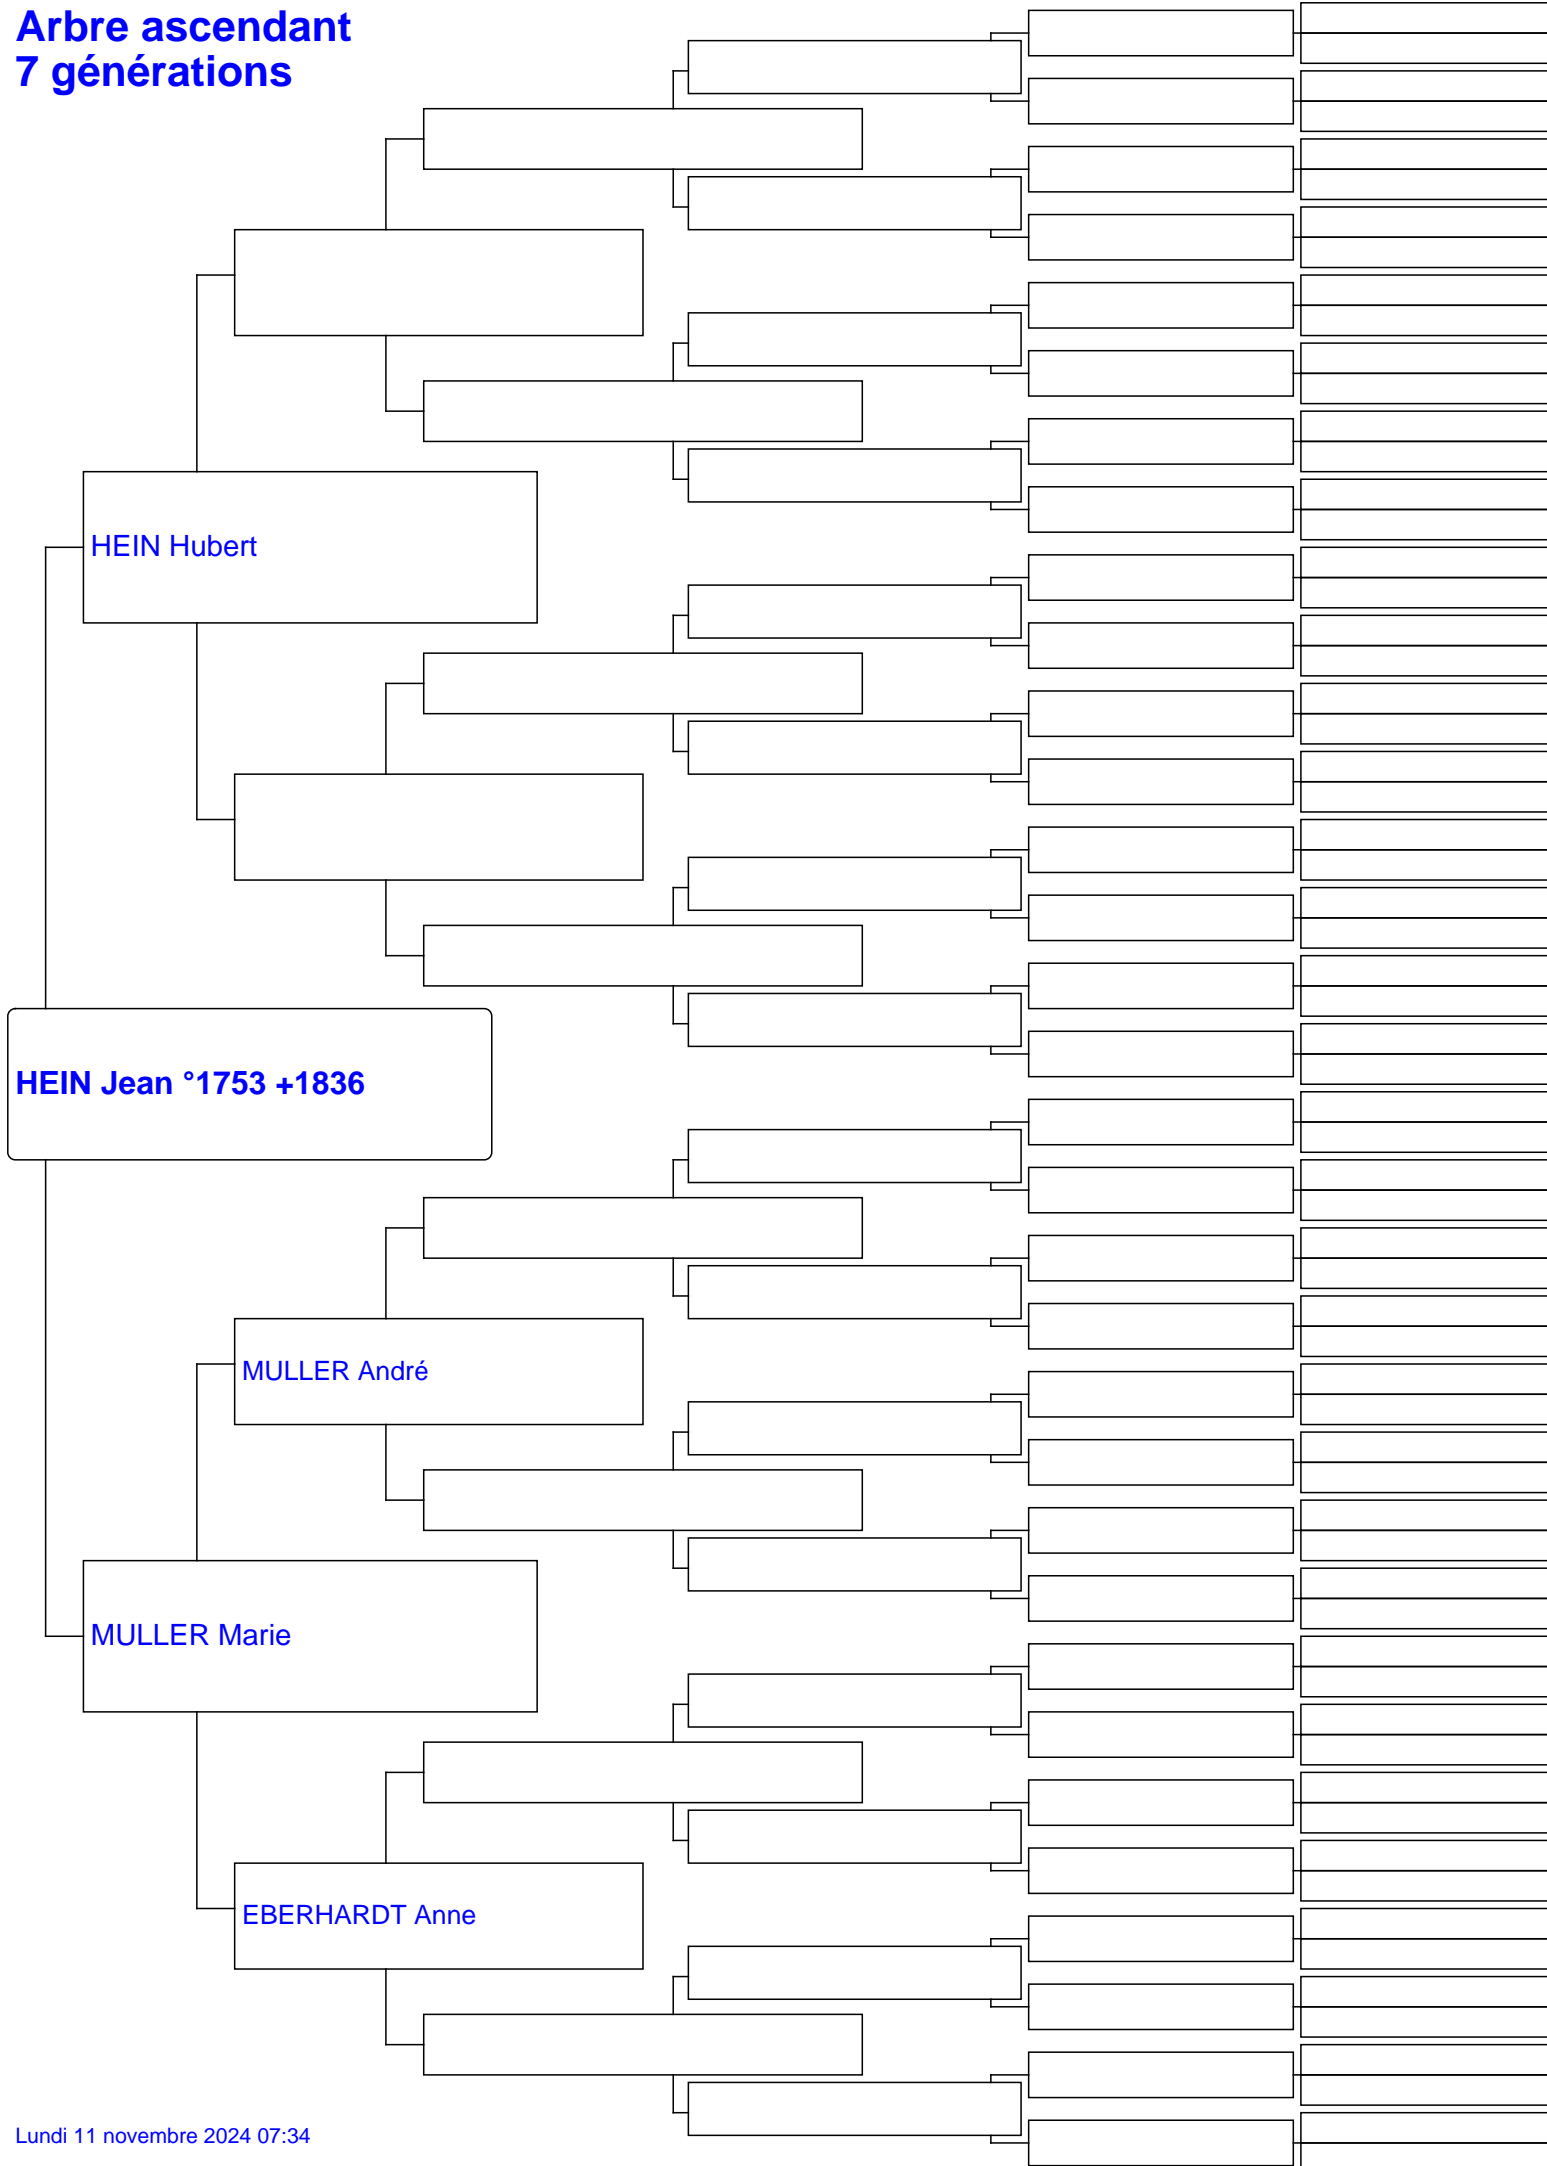 Arbre ascendant
7 générations
HEIN Hubert
HEIN Jean °1753 +1836
MULLER André
MULLER Marie
EBERHARDT Anne
Lundi 11 novembre 2024 07:34